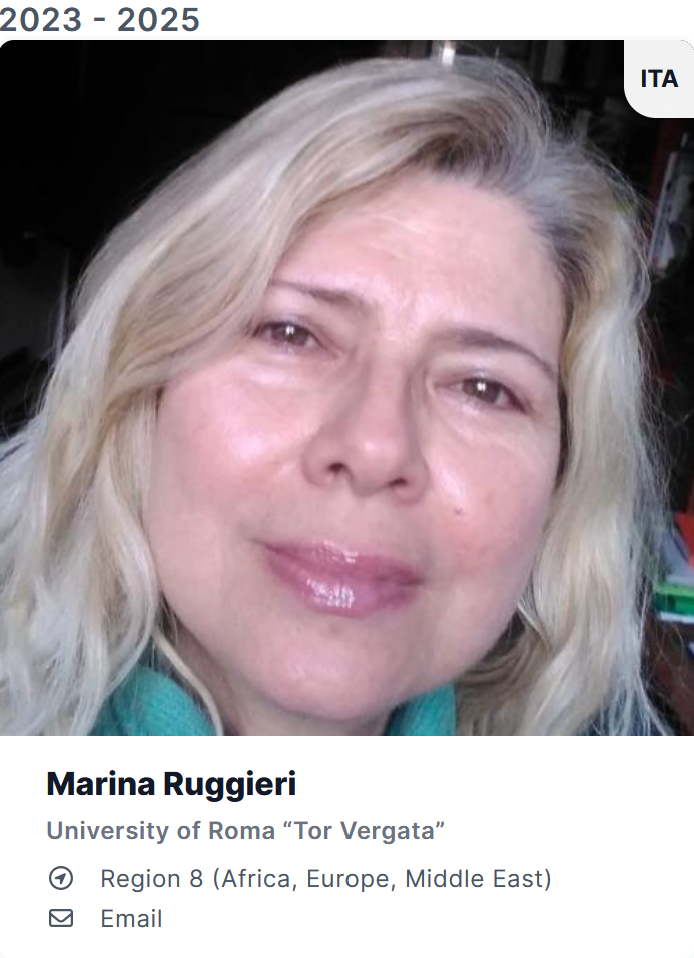 2023 - 2025
ITA
Marina Ruggieri
University of Roma “Tor Vergata”
Region 8 (Africa, Europe, Middle East)
Email